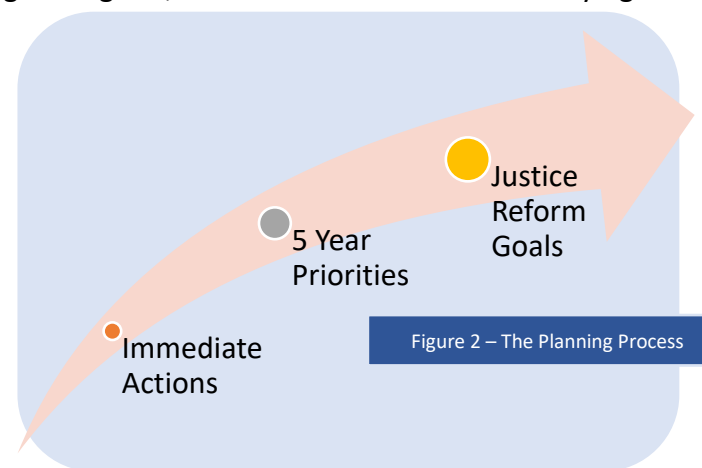 Immediate
Actions
5 Year
Priorities
Justice
Reform
Goals
Figure 2 – The Planning Process